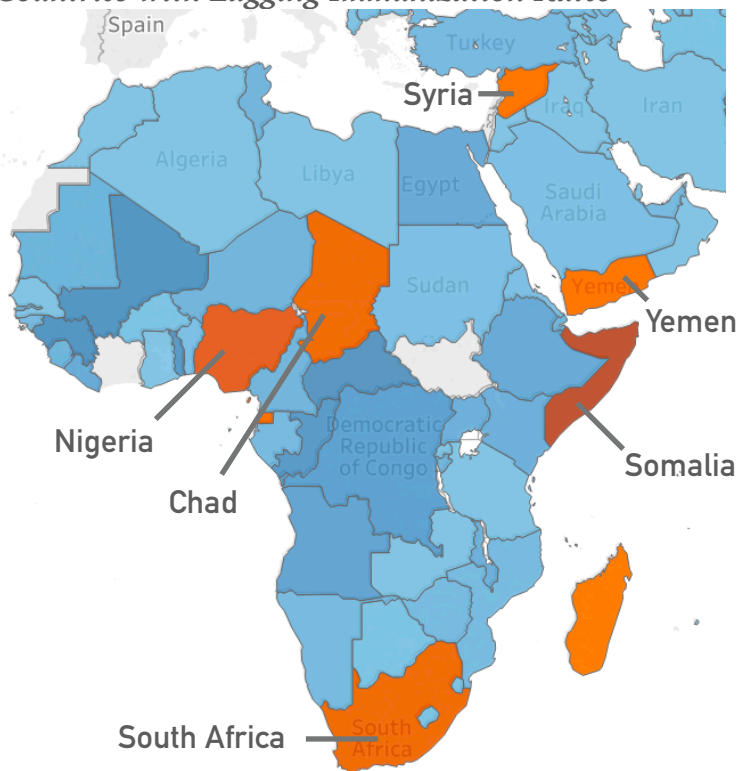 Countries with Lagging Immunization Rates
Spain
Turkey
Syria
Iraq
Iran
Algeria
Libya
Egypt
Saudi
Arabia
Sudan
Yemen
Yemen
Nigeria
Democratic
Republic
of Congo
Somalia
Chad
South
Africa
South Africa